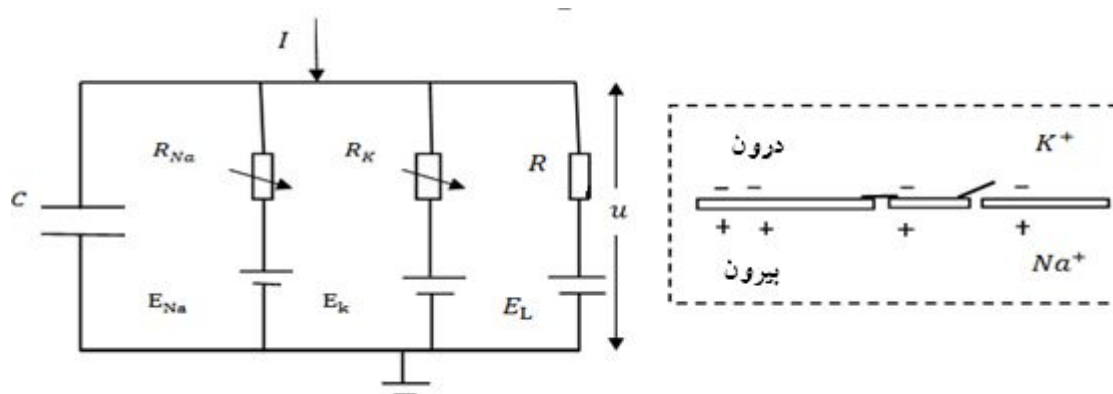 I
R_Na
R_K
R
C
u
E_Na
E_k
E_L
درون
K^+
− − − −
+ + + +
بیرون
Na^+